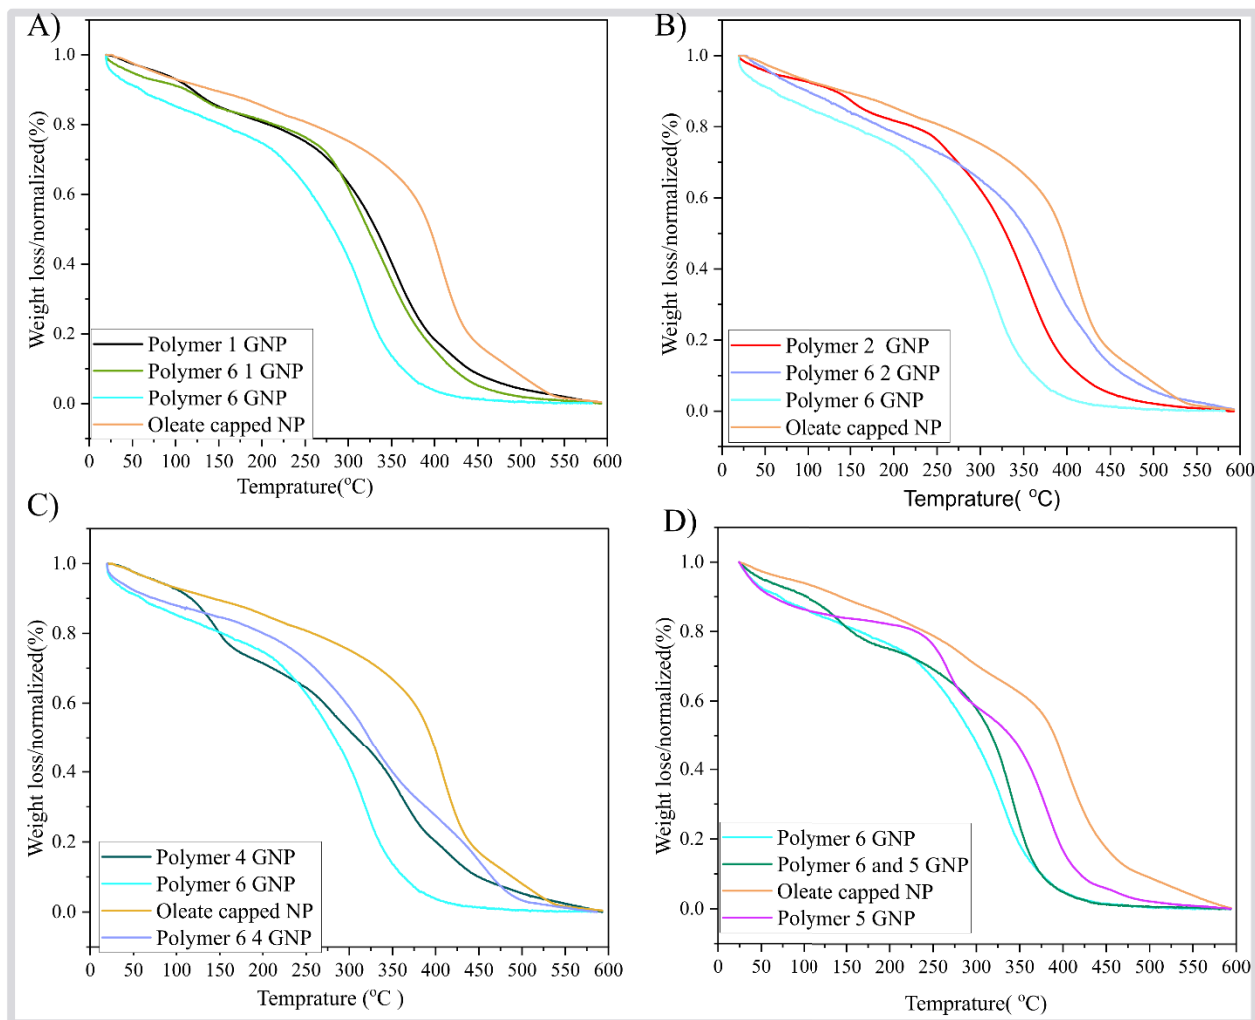 A)
Weight loss/normalized(%)
1.0
0.8
0.6
0.4
0.2
0.0
Polymer 1 GNP
Polymer 6 1 GNP
Polymer 6 GNP
Oleate capped NP
0 50 100 150 200 250 300 350 400 450 500 550 600
Temprature(°C)
B)
Weight loss/normalized(%)
1.0
0.8
0.6
0.4
0.2
0.0
Polymer 2 GNP
Polymer 6 2 GNP
Polymer 6 GNP
Oleate capped NP
0 50 100 150 200 250 300 350 400 450 500 550 600
Temprature( °C)
C)
Weight loss/normalized(%)
1.0
0.8
0.6
0.4
0.2
0.0
Polymer 4 GNP
Polymer 6 GNP
Oleate capped NP
Polymer 6 4 GNP
0 50 100 150 200 250 300 350 400 450 500 550 600
Temprature (°C )
D)
Weight lose/normalized(%)
1.0
0.8
0.6
0.4
0.2
0.0
Polymer 6 GNP
Polymer 6 and 5 GNP
Oleate capped NP
Polymer 5 GNP
0 50 100 150 200 250 300 350 400 450 500 550 600
Temprature( °C)